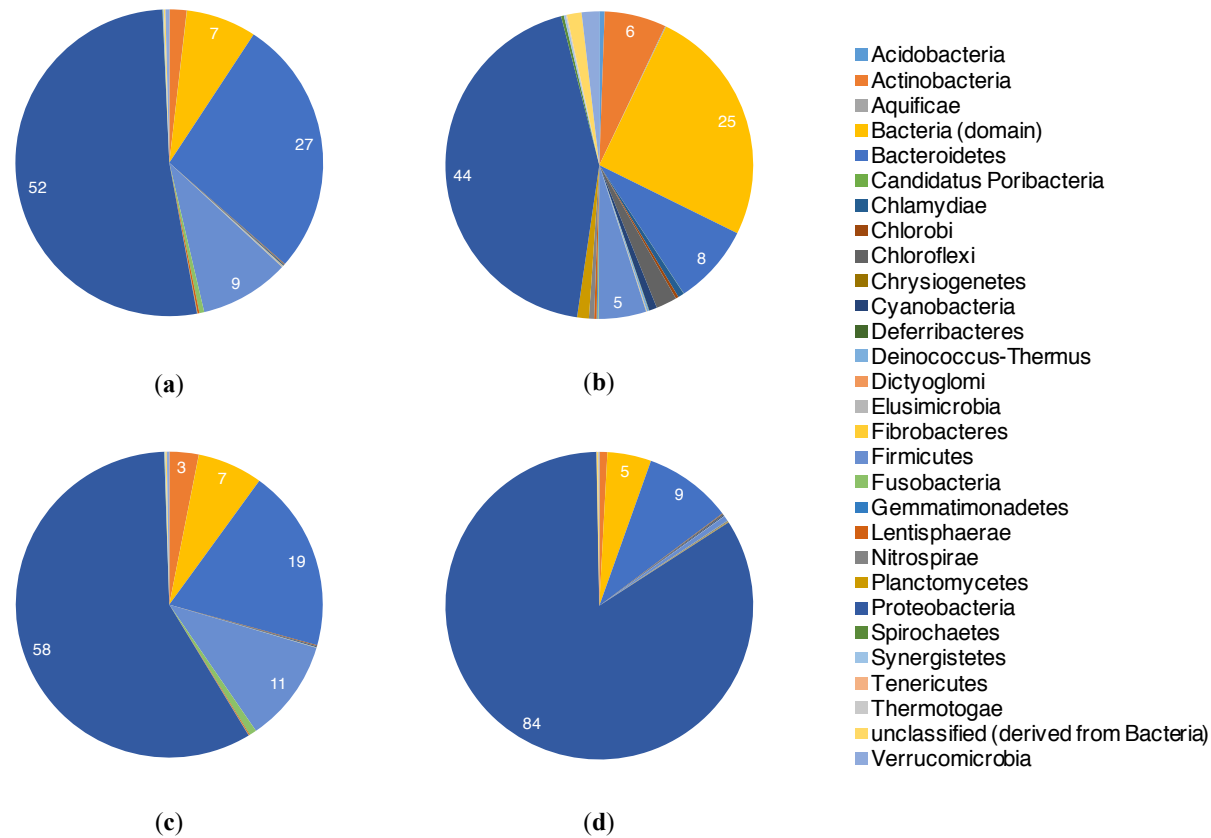 7
27
9
52
(a)
6
25
8
5
44
(b)
3
7
19
11
58
(c)
5
9
84
(d)
Acidobacteria
Actinobacteria
Aquificae
Bacteria (domain)
Bacteroidetes
Candidatus Poribacteria
Chlamydiae
Chlorobi
Chloroflexi
Chrysiogenetes
Cyanobacteria
Deferribacteres
Deinococcus-Thermus
Dictyoglomi
Elusimicrobia
Fibrobacteres
Firmicutes
Fusobacteria
Gemmatimonadetes
Lentisphaerae
Nitrospirae
Planctomycetes
Proteobacteria
Spirochaetes
Synergistetes
Tenericutes
Thermotogae
unclassified (derived from Bacteria)
Verrucomicrobia